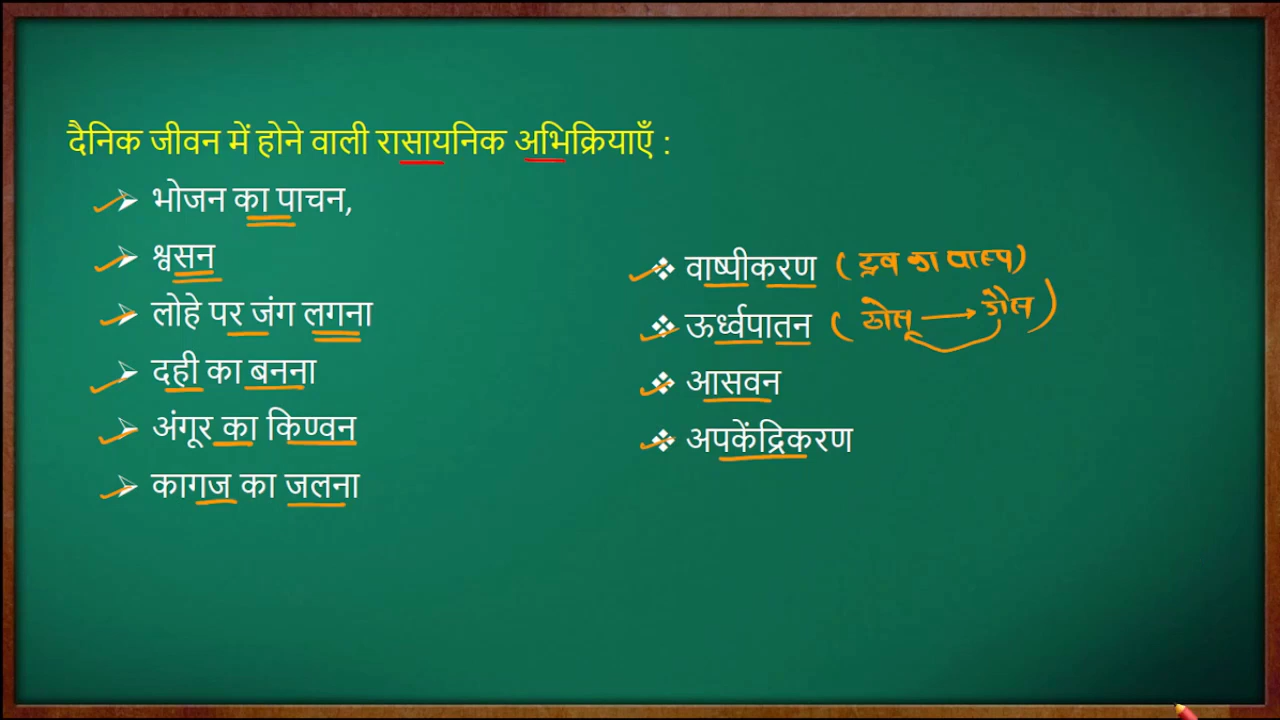 दैनिक जीवन में होने वाली रासायनिक अभिक्रियाएँ :
भोजन का पाचन,
श्वसन
लोहे पर जंग लगना
दही का बनना
अंगूर का किण्वन
कागज का जलना
वाष्पीकरण (द्रव का वाष्प)
ऊर्ध्वपातन (ठोस → गैस)
आसवन
अपकेंद्रिकरण